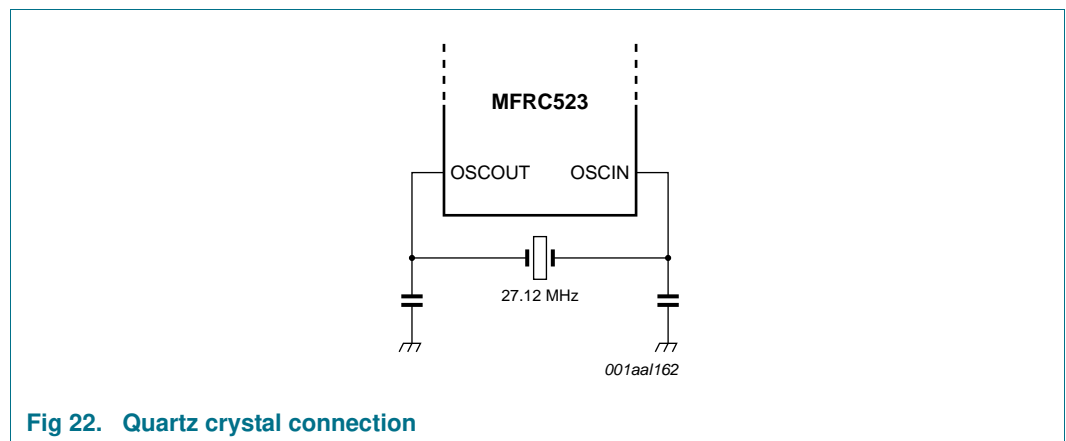 MFRC523
OSCOUT OSCIN
27.12 MHz
001aal162
Fig 22. Quartz crystal connection